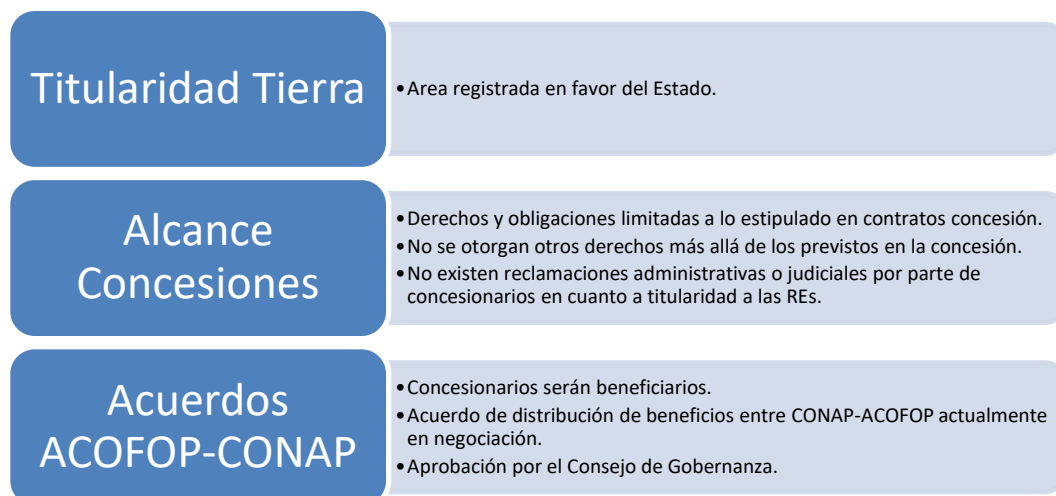 Titularidad Tierra
•Area registrada en favor del Estado.
Alcance
Concesiones
•Derechos y obligaciones limitadas a lo estipulado en contratos concesión.
•No se otorgan otros derechos más allá de los previstos en la concesión.
•No existen reclamaciones administrativas o judiciales por parte de
concesionarios en cuanto a titularidad a las REs.
Acuerdos
ACOFOP-CONAP
•Concesionarios serán beneficiarios.
•Acuerdo de distribución de beneficios entre CONAP-ACOFOP actualmente
en negociación.
•Aprobación por el Consejo de Gobernanza.